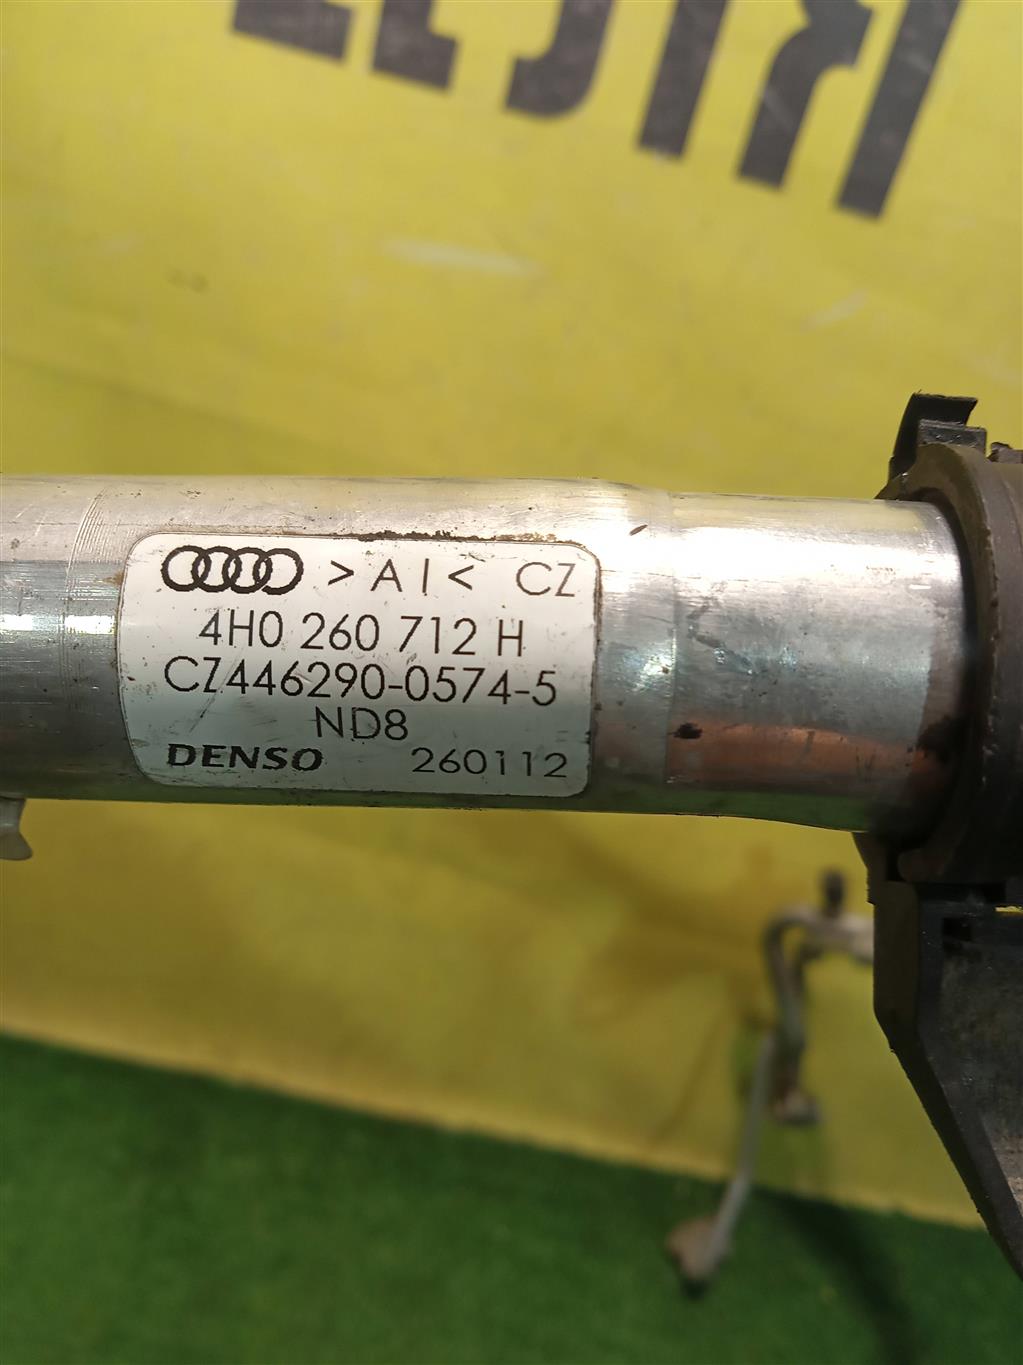 >AI< CZ
4H0 260 712 H
CZ446290-0574-5
ND8
DENSO 260112